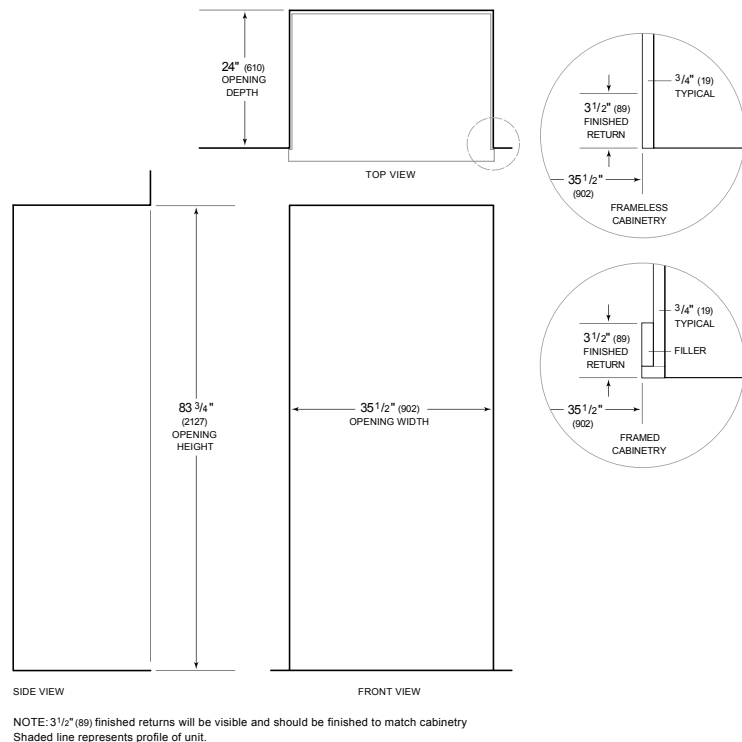 24" (610)
OPENING
DEPTH
TOP VIEW
3/4" (19)
TYPICAL
3 1/2" (89)
FINISHED
RETURN
35 1/2"
(902)
FRAMELESS
CABINETRY
3/4" (19)
TYPICAL
3 1/2" (89)
FINISHED
RETURN
FILLER
35 1/2"
(902)
FRAMED
CABINETRY
83 3/4"
(2127)
OPENING
HEIGHT
35 1/2" (902)
OPENING WIDTH
SIDE VIEW
FRONT VIEW
NOTE: 3 1/2" (89) finished returns will be visible and should be finished to match cabinetry
Shaded line represents profile of unit.